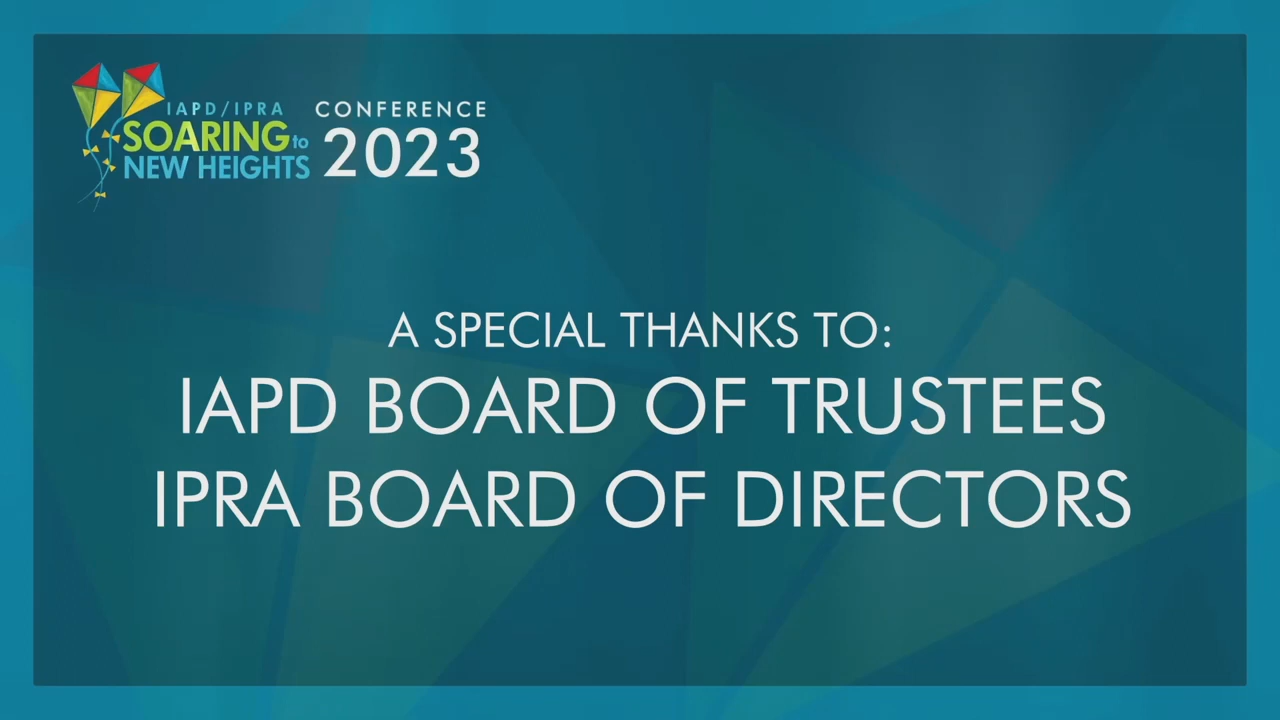 IAPD/IPRA CONFERENCE
SOARING to
NEW HEIGHTS
2023
A SPECIAL THANKS TO:
IAPD BOARD OF TRUSTEES
IPRA BOARD OF DIRECTORS